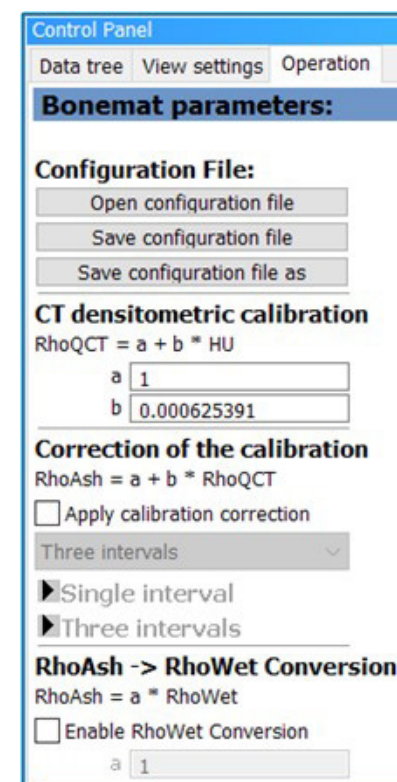 Control Panel
Data tree View settings Operation
Bonemat parameters:
Configuration File:
Open configuration file
Save configuration file
Save configuration file as
CT densitometric calibration
RhoQCT = a + b * HU
a 1
b 0.000625391
Correction of the calibration
RhoAsh = a + b * RhoQCT
Apply calibration correction
Three intervals
Single interval
Three intervals
RhoAsh -> RhoWet Conversion
RhoAsh = a * RhoWet
Enable RhoWet Conversion
a 1